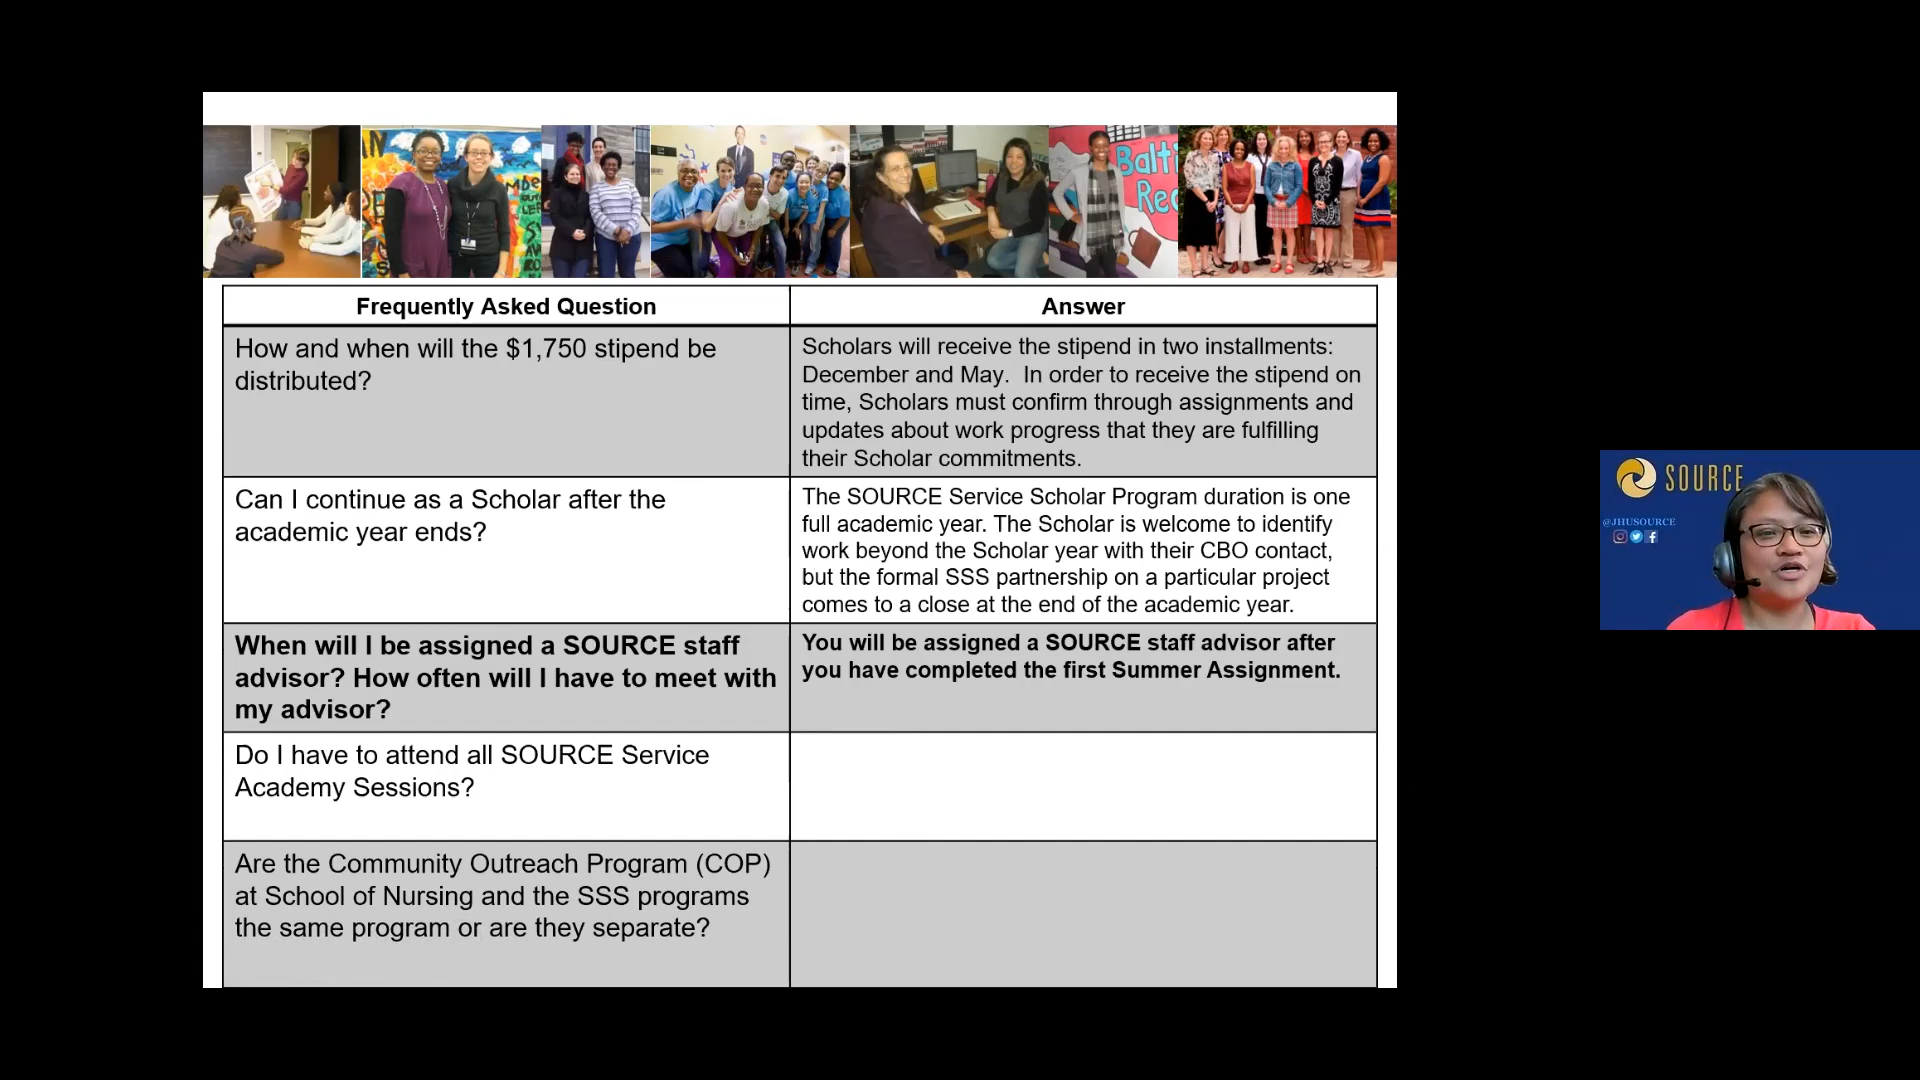 Balti
Rec
Frequently Asked Question
Answer
How and when will the $1,750 stipend be
distributed?
Scholars will receive the stipend in two installments:
December and May.  In order to receive the stipend on
time, Scholars must confirm through assignments and
updates about work progress that they are fulfilling
their Scholar commitments.
Can I continue as a Scholar after the
academic year ends?
The SOURCE Service Scholar Program duration is one
full academic year. The Scholar is welcome to identify
work beyond the Scholar year with their CBO contact,
but the formal SSS partnership on a particular project
comes to a close at the end of the academic year.
When will I be assigned a SOURCE staff
advisor? How often will I have to meet with
my advisor?
You will be assigned a SOURCE staff advisor after
you have completed the first Summer Assignment.
Do I have to attend all SOURCE Service
Academy Sessions?
Are the Community Outreach Program (COP)
at School of Nursing and the SSS programs
the same program or are they separate?
SOURCE
@JHUSOURCE